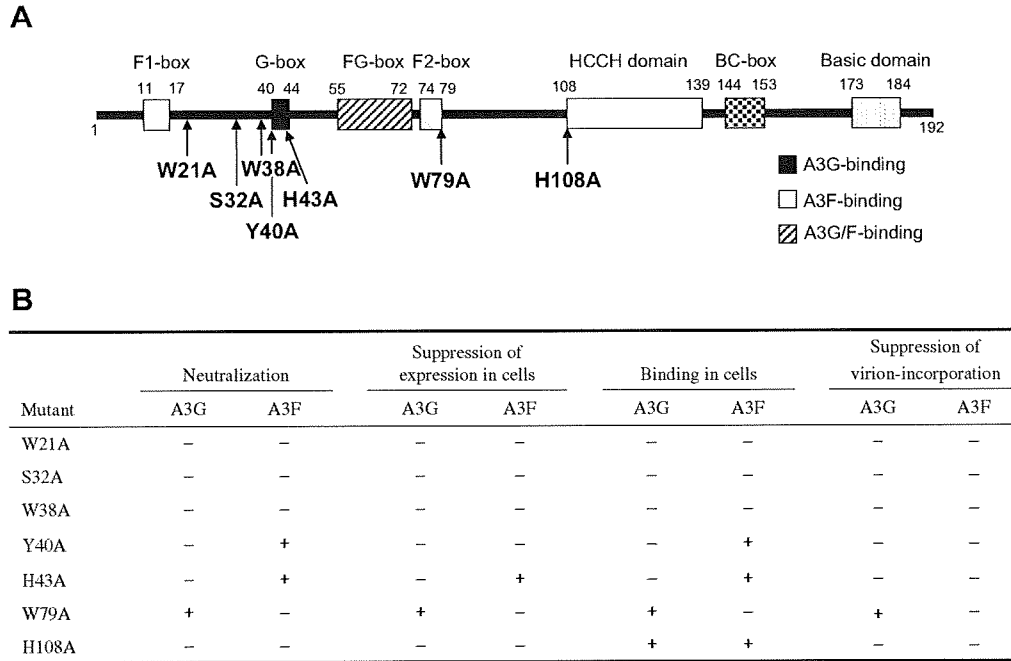 A
F1-box G-box FG-box F2-box HCCH domain BC-box Basic domain
11 17 40 44 55 72 74 79 108 139 144 153 173 184
1 192
W21A W38A W79A H108A
S32A H43A
Y40A
A3G-binding
A3F-binding
A3G/F-binding
B
Neutralization Suppression of expression in cells Binding in cells Suppression of virion-incorporation
Mutant A3G A3F A3G A3F A3G A3F A3G A3F
W21A – – – – – – – –
S32A – – – – – – – –
W38A – – – – – – – –
Y40A – + – – – + – –
H43A – + – + – + – –
W79A + – + – + – + –
H108A – – – – + + – –